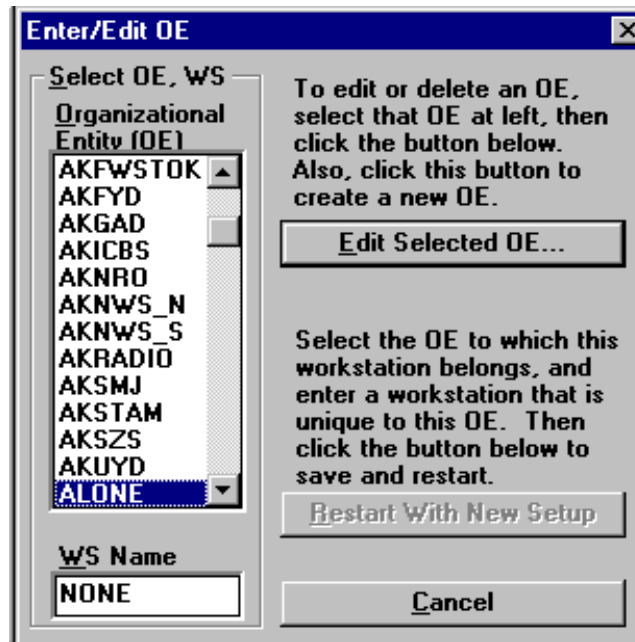 Enter/Edit OE
Select OE, WS
Organizational
Entity (OE)
AKFWSTOK
AKFYD
AKGAD
AKICBS
AKNRO
AKNWS_N
AKNWS_S
AKRADIO
AKSMJ
AKSTAM
AKSZS
AKUYD
ALONE
WS Name
NONE
To edit or delete an OE,
select that OE at left, then
click the button below.
Also, click this button to
create a new OE.
Edit Selected OE...
Select the OE to which this
workstation belongs, and
enter a workstation that is
unique to this OE.  Then
click the button below to
save and restart.
Restart With New Setup
Cancel